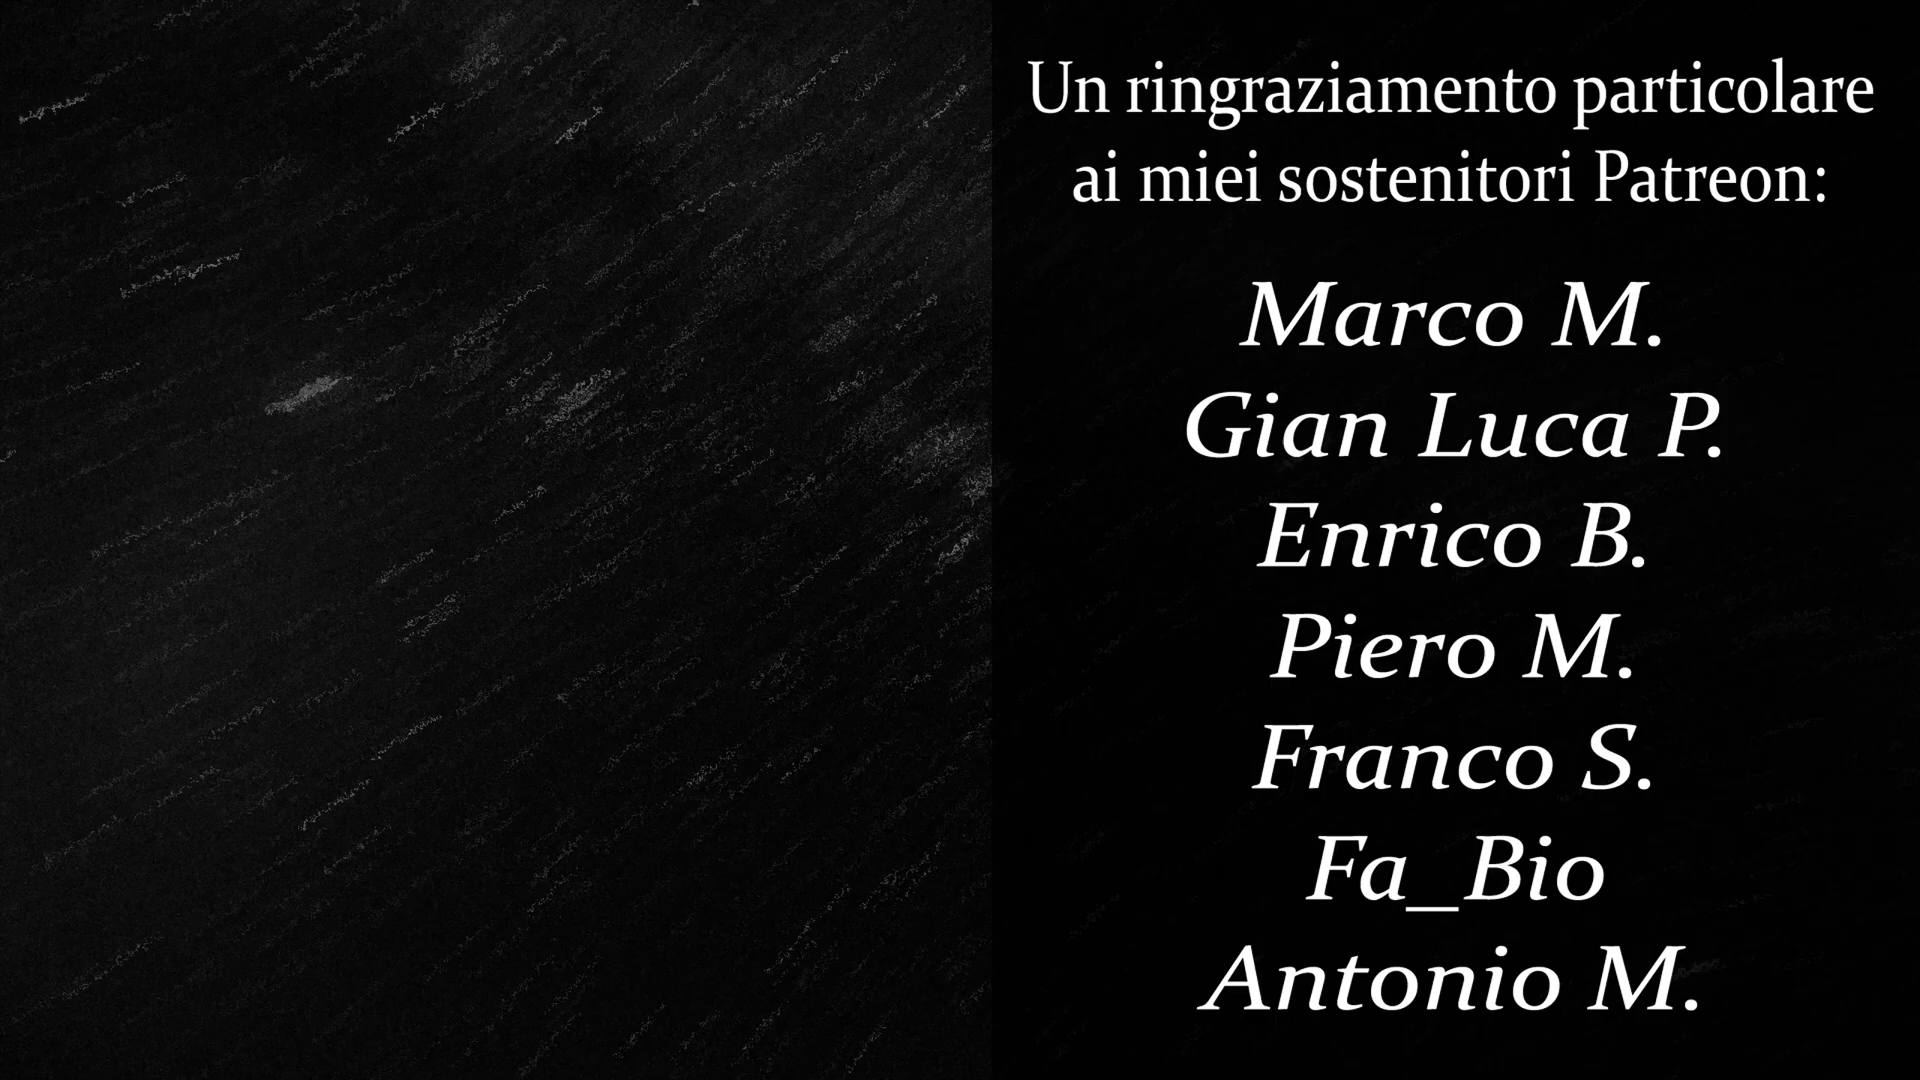 Un ringraziamento particolare
ai miei sostenitori Patreon:
Marco M.
Gian Luca P.
Enrico B.
Piero M.
Franco S.
Fa_Bio
Antonio M.